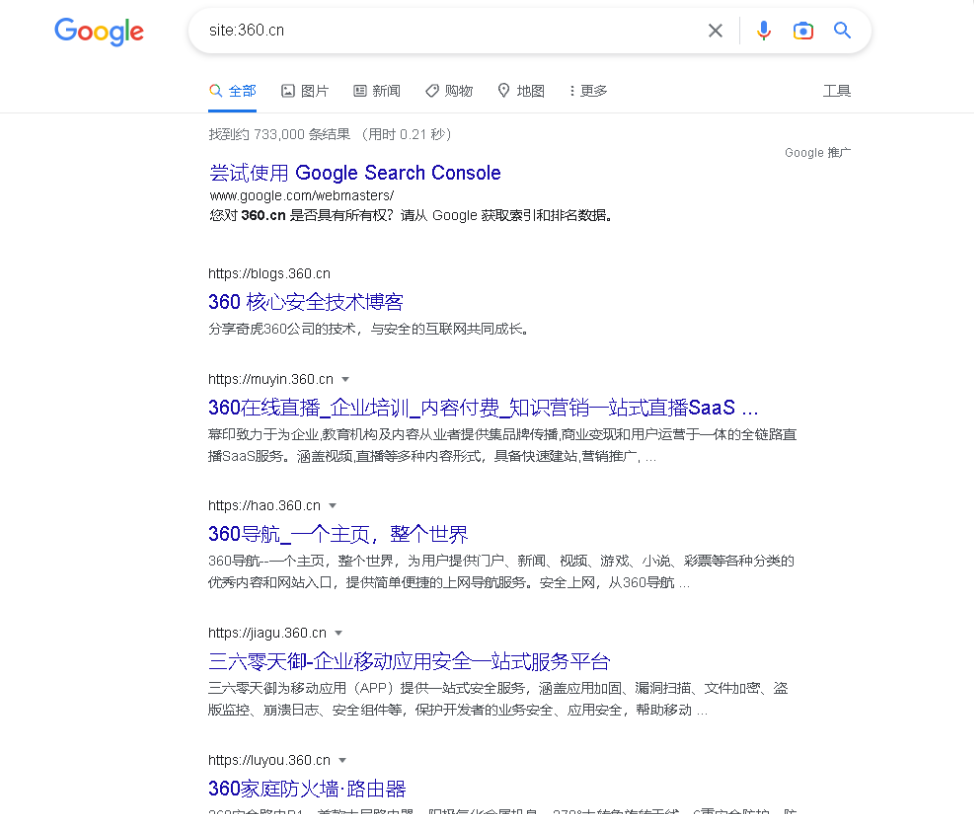 Google
site:360.cn
全部 图片 新闻 购物 地图 更多 工具
找到约 733,000 条结果 （用时 0.21 秒）
Google 推广
尝试使用 Google Search Console
www.google.com/webmasters/
您对 360.cn 是否具有所有权？请从 Google 获取索引和排名数据。
https://blogs.360.cn
360 核心安全技术博客
分享奇虎360公司的技术，与安全的互联网共同成长。
https://muyin.360.cn
360在线直播_企业培训_内容付费_知识营销一站式直播SaaS ...
幕印致力于为企业,教育机构及内容从业者提供集品牌传播,商业变现和用户运营于一体的全链路直
播SaaS服务。涵盖视频,直播等多种内容形式，具备快速建站,营销推广, ...
https://hao.360.cn
360导航_一个主页，整个世界
360导航--一个主页，整个世界，为用户提供门户、新闻、视频、游戏、小说、彩票等各种分类的
优秀内容和网站入口，提供简单便捷的上网导航服务。安全上网，从360导航 ...
https://jiagu.360.cn
三六零天御-企业移动应用安全一站式服务平台
三六零天御为移动应用（APP）提供一站式安全服务，涵盖应用加固、漏洞扫描、文件加密、盗
版监控、崩溃日志、安全组件等，保护开发者的业务安全、应用安全，帮助移动 ...
https://luyou.360.cn
360家庭防火墙·路由器